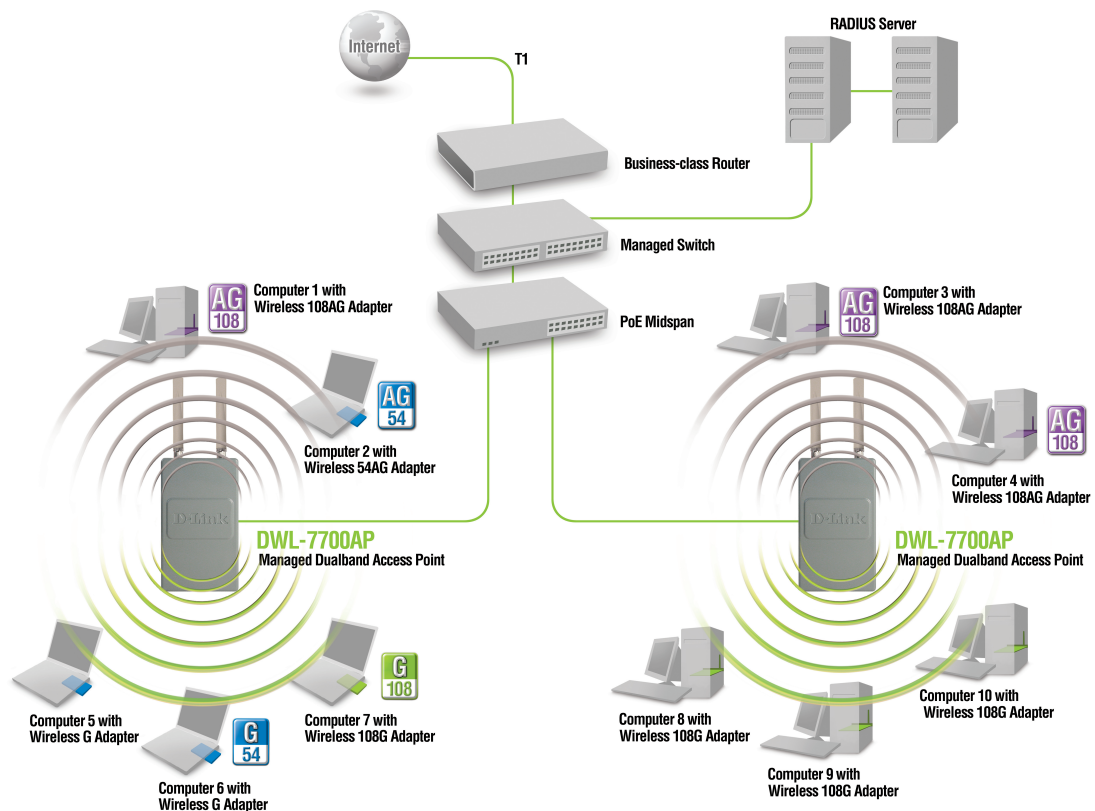 Internet
T1
RADIUS Server
Business-class Router
Managed Switch
PoE Midspan
AG
108
Computer 1 with
Wireless 108AG Adapter
AG
54
Computer 2 with
Wireless 54AG Adapter
D-Link
DWL-7700AP
Managed Dualband Access Point
Computer 5 with
Wireless G Adapter
G
54
Computer 6 with
Wireless G Adapter
G
108
Computer 7 with
Wireless 108G Adapter
AG
108
Computer 3 with
Wireless 108AG Adapter
AG
108
Computer 4 with
Wireless 108AG Adapter
D-Link
DWL-7700AP
Managed Dualband Access Point
Computer 8 with
Wireless 108G Adapter
Computer 9 with
Wireless 108G Adapter
Computer 10 with
Wireless 108G Adapter